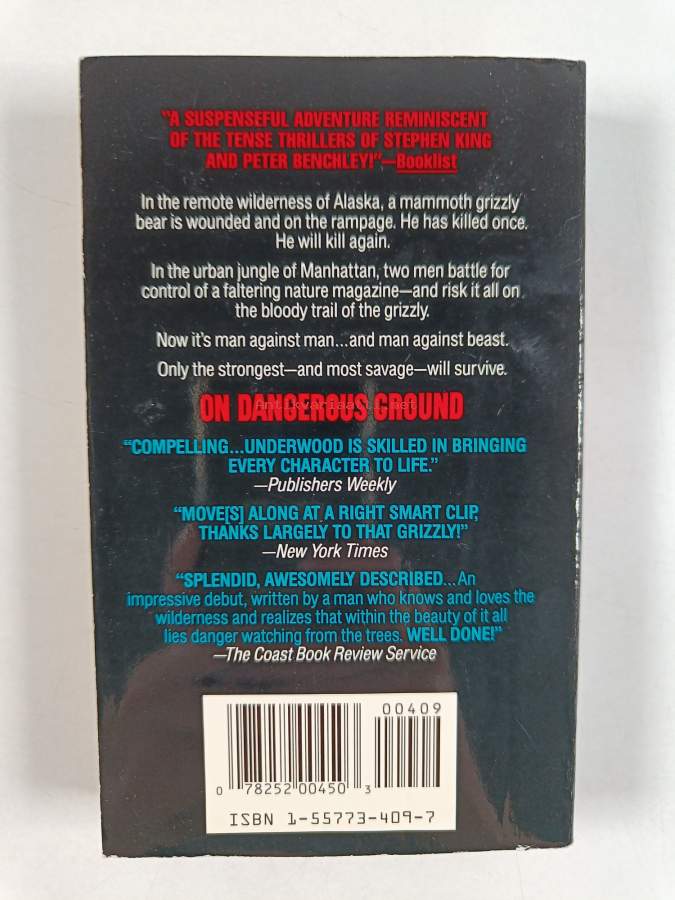 "A SUSPENSEFUL ADVENTURE REMINISCENT
OF THE TENSE THRILLERS OF STEPHEN KING
AND PETER BENCHLEY!"—Booklist
In the remote wilderness of Alaska, a mammoth grizzly
bear is wounded and on the rampage. He has killed once.
He will kill again.
In the urban jungle of Manhattan, two men battle for
control of a faltering nature magazine—and risk it all on
the bloody trail of the grizzly.
Now it's man against man...and man against beast.
Only the strongest—and most savage—will survive.
ON DANGEROUS GROUND
Antikvariaatti.net
"COMPELLING...UNDERWOOD IS SKILLED IN BRINGING
EVERY CHARACTER TO LIFE."
—Publishers Weekly
"MOVE[S] ALONG AT A RIGHT SMART CLIP,
THANKS LARGELY TO THAT GRIZZLY!"
—New York Times
"SPLENDID, AWESOMELY DESCRIBED...An
impressive debut, written by a man who knows and loves the
wilderness and realizes that within the beauty of it all
lies danger watching from the trees. WELL DONE!"
—The Coast Book Review Service
00409
0 78252 00450 3
ISBN 1-55773-409-7